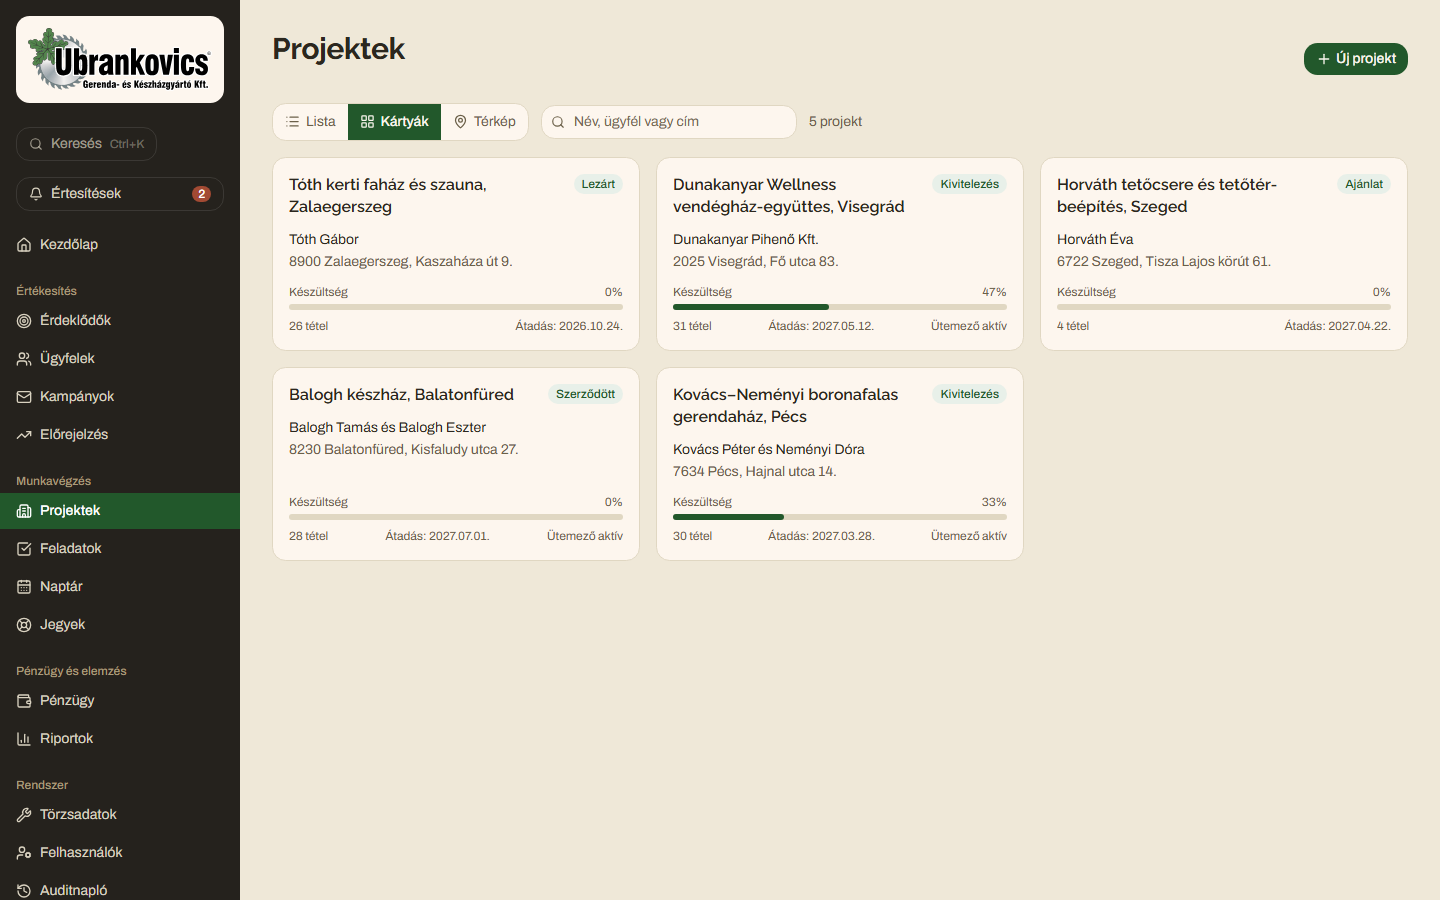 Ubrankovics®
Gerenda- és Készházgyártó Kft.
Keresés Ctrl+K
Értesítések 2
Kezdőlap
Értékesítés
Érdeklődők
Ügyfelek
Kampányok
Előrejelzés
Munkavégzés
Projektek
Feladatok
Naptár
Jegyek
Pénzügy és elemzés
Pénzügy
Riportok
Rendszer
Törzsadatok
Felhasználók
Auditnapló
Projektek
Új projekt
Lista Kártyák Térkép Név, ügyfél vagy cím 5 projekt
Tóth kerti faház és szauna, Lezárt
Zalaegerszeg
Tóth Gábor
8900 Zalaegerszeg, Kaszaháza út 9.
Készültség 0%
26 tétel Átadás: 2026.10.24.
Dunakanyar Wellness Kivitelezés
vendégház-együttes, Visegrád
Dunakanyar Pihenő Kft.
2025 Visegrád, Fő utca 83.
Készültség 47%
31 tétel Átadás: 2027.05.12. Ütemező aktív
Horváth tetőcsere és tetőtér- Ajánlat
beépítés, Szeged
Horváth Éva
6722 Szeged, Tisza Lajos körút 61.
Készültség 0%
4 tétel Átadás: 2027.04.22.
Balogh készház, Balatonfüred Szerződött
Balogh Tamás és Balogh Eszter
8230 Balatonfüred, Kisfaludy utca 27.
Készültség 0%
28 tétel Átadás: 2027.07.01. Ütemező aktív
Kovács–Neményi boronafalas Kivitelezés
gerendaház, Pécs
Kovács Péter és Neményi Dóra
7634 Pécs, Hajnal utca 14.
Készültség 33%
30 tétel Átadás: 2027.03.28. Ütemező aktív